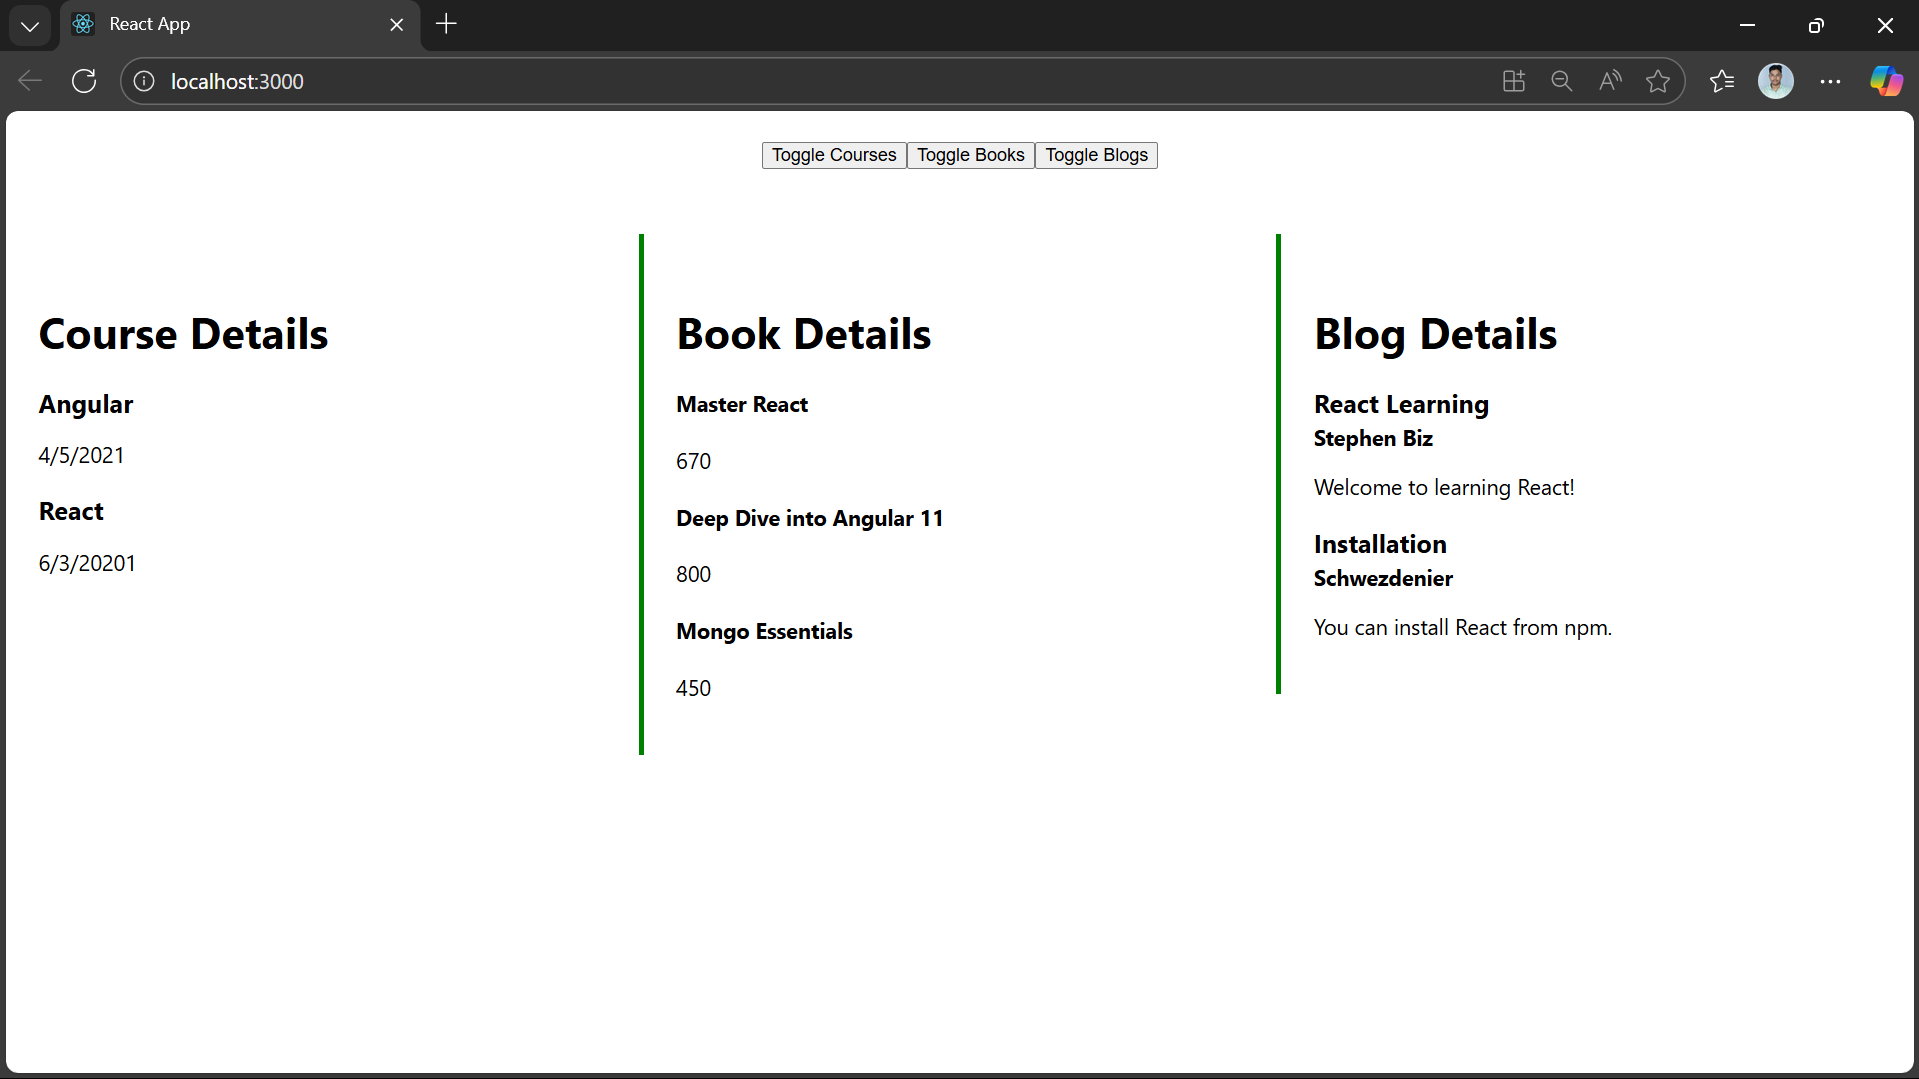 React App
localhost:3000
Toggle Courses Toggle Books Toggle Blogs
Course Details
Angular
4/5/2021
React
6/3/20201
Book Details
Master React
670
Deep Dive into Angular 11
800
Mongo Essentials
450
Blog Details
React Learning
Stephen Biz
Welcome to learning React!
Installation
Schwezdenier
You can install React from npm.